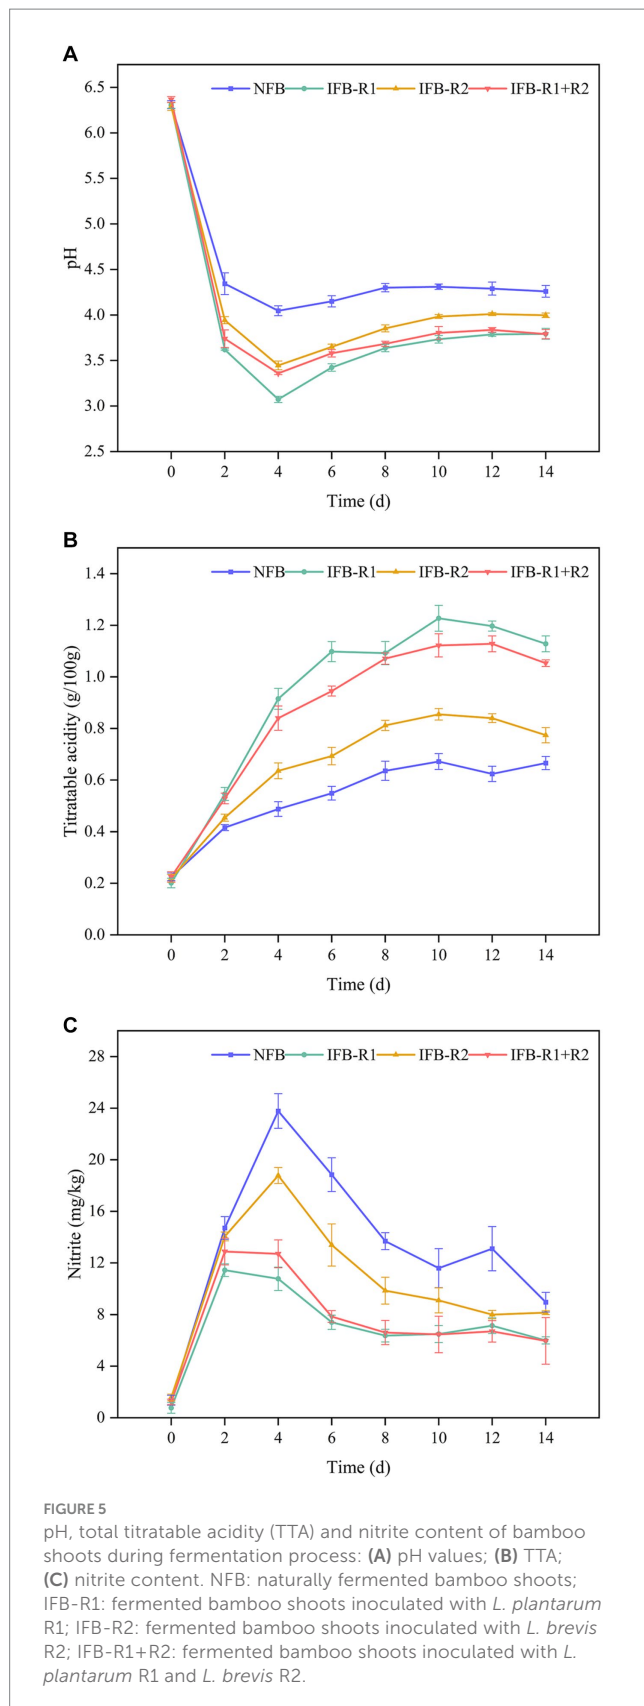 A
NFB IFB-R1 IFB-R2 IFB-R1+R2
6.5
6.0
5.5
5.0
4.5
4.0
3.5
3.0
2.5
pH
0 2 4 6 8 10 12 14
Time (d)
B
NFB IFB-R1 IFB-R2 IFB-R1+R2
1.4
1.2
1.0
0.8
0.6
0.4
0.2
0.0
Titratable acidity (g/100g)
0 2 4 6 8 10 12 14
Time (d)
C
NFB IFB-R1 IFB-R2 IFB-R1+R2
28
24
20
16
12
8
4
0
Nitrite (mg/kg)
0 2 4 6 8 10 12 14
Time (d)
FIGURE 5
pH, total titratable acidity (TTA) and nitrite content of bamboo
shoots during fermentation process: (A) pH values; (B) TTA;
(C) nitrite content. NFB: naturally fermented bamboo shoots;
IFB-R1: fermented bamboo shoots inoculated with L. plantarum
R1; IFB-R2: fermented bamboo shoots inoculated with L. brevis
R2; IFB-R1+R2: fermented bamboo shoots inoculated with L.
plantarum R1 and L. brevis R2.